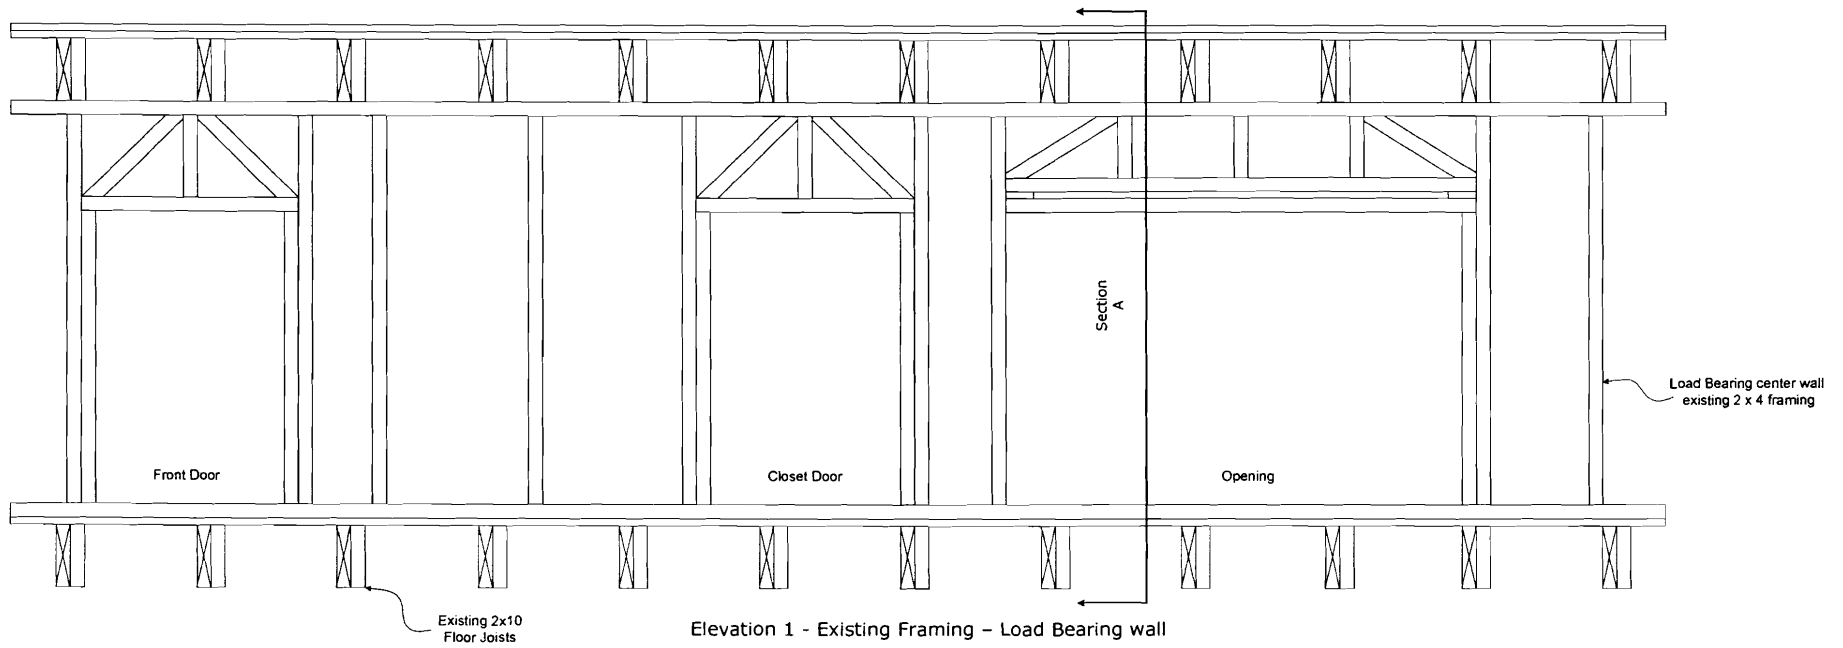 Section
A
Load Bearing center wall
existing 2 x 4 framing
Front Door
Closet Door
Opening
Existing 2x10
Floor Joists
Elevation 1 - Existing Framing – Load Bearing wall